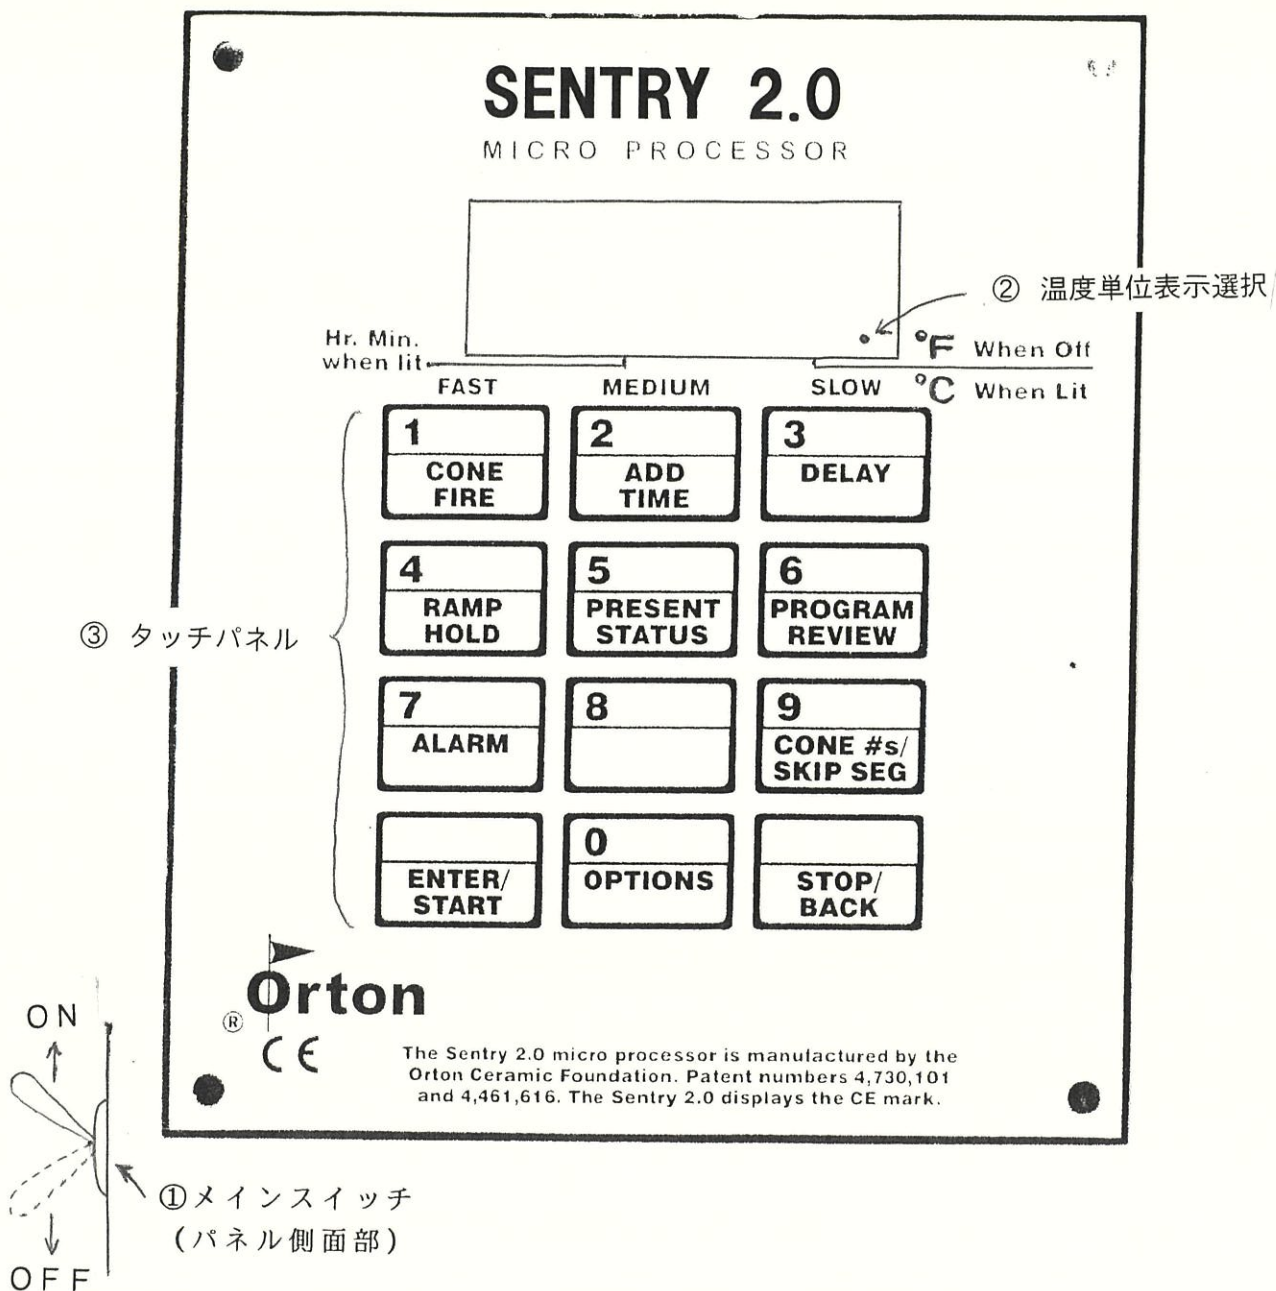 SENTRY 2.0
MICRO PROCESSOR
② 温度単位表示選択
Hr. Min.
when lit
°F When Off
°C When Lit
FAST
MEDIUM
SLOW
1
CONE
FIRE
2
ADD
TIME
3
DELAY
4
RAMP
HOLD
5
PRESENT
STATUS
6
PROGRAM
REVIEW
③ タッチパネル
7
ALARM
8
9
CONE #s/
SKIP SEG
ENTER/
START
0
OPTIONS
STOP/
BACK
Orton
®
CE
The Sentry 2.0 micro processor is manufactured by the
Orton Ceramic Foundation. Patent numbers 4,730,101
and 4,461,616. The Sentry 2.0 displays the CE mark.
ON
OFF
①メインスイッチ
(パネル側面部)